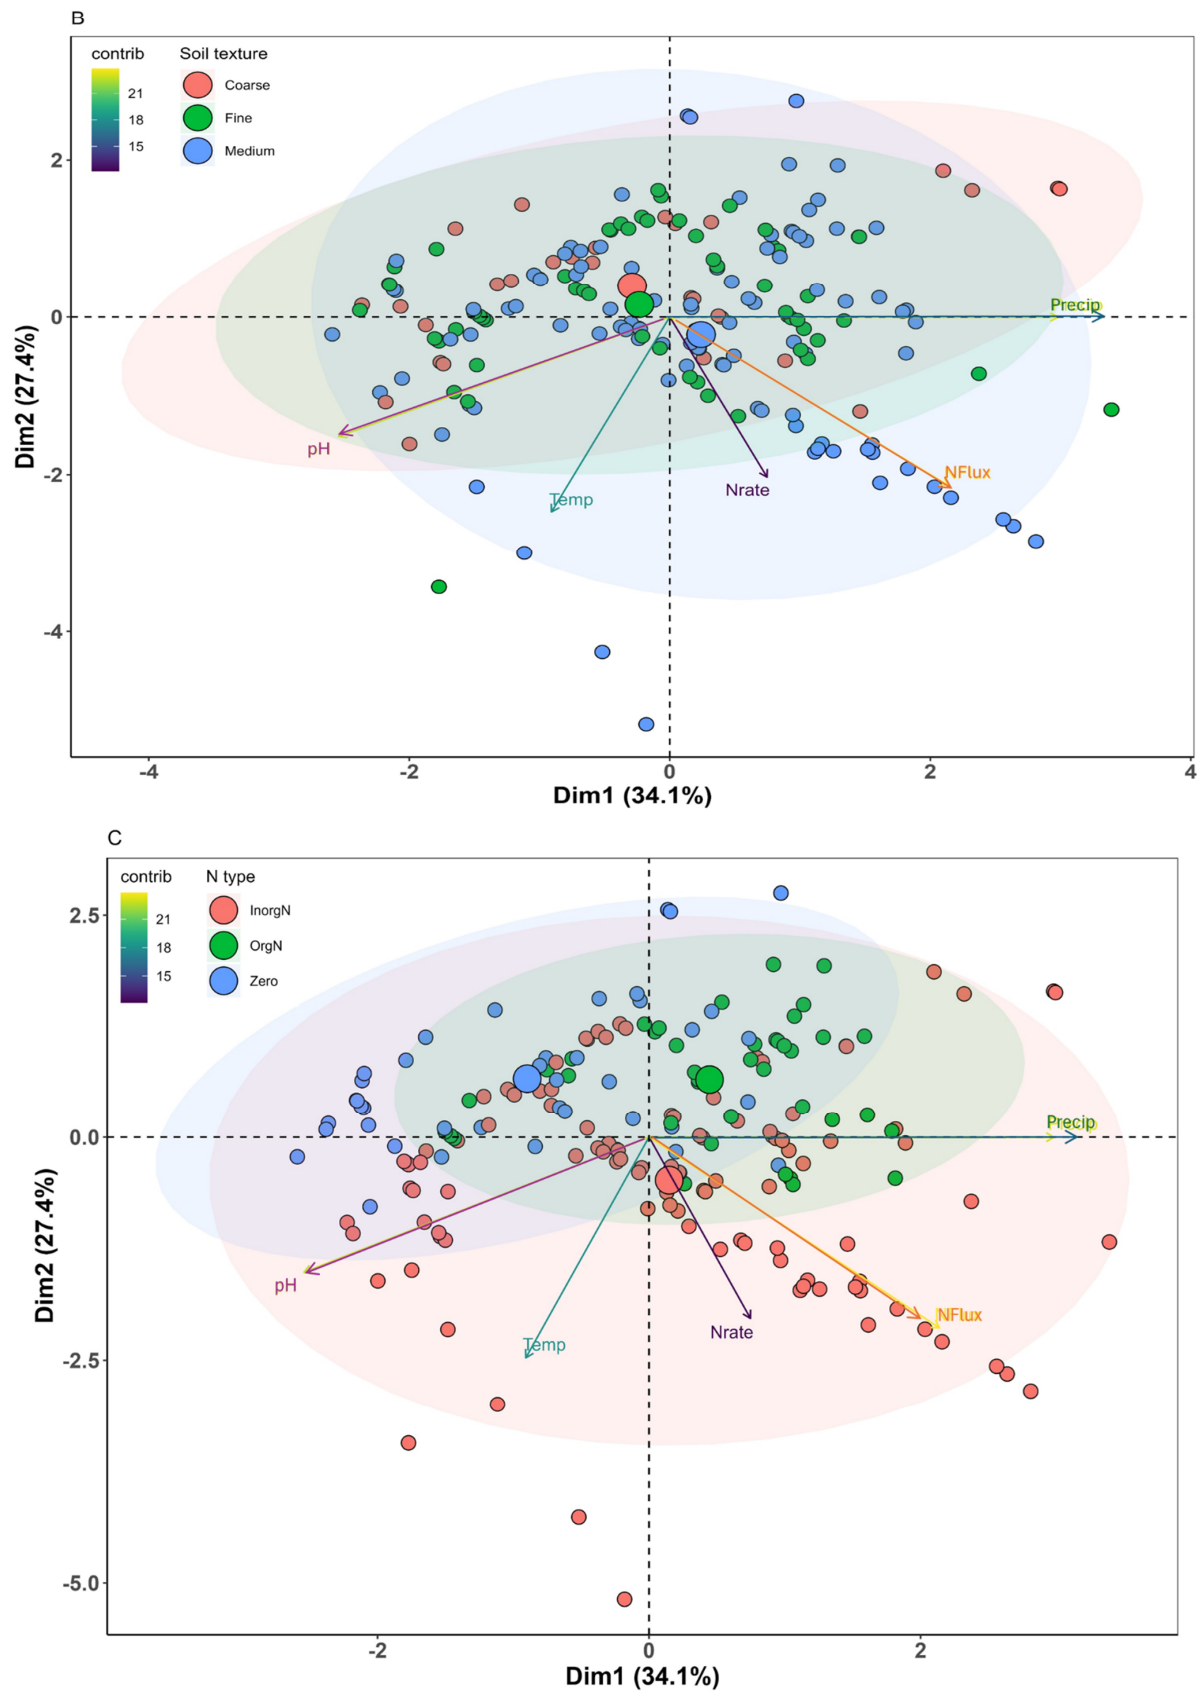 B
contrib
21
18
15
Soil texture
Coarse
Fine
Medium
2
0
-2
-4
Dim2 (27.4%)
Precip
pH
Temp
Nrate
NFlux
-4
-2
0
2
4
Dim1 (34.1%)
C
contrib
21
18
15
N type
InorgN
OrgN
Zero
2.5
0.0
-2.5
-5.0
Dim2 (27.4%)
Precip
pH
Temp
Nrate
NFlux
-2
0
2
Dim1 (34.1%)